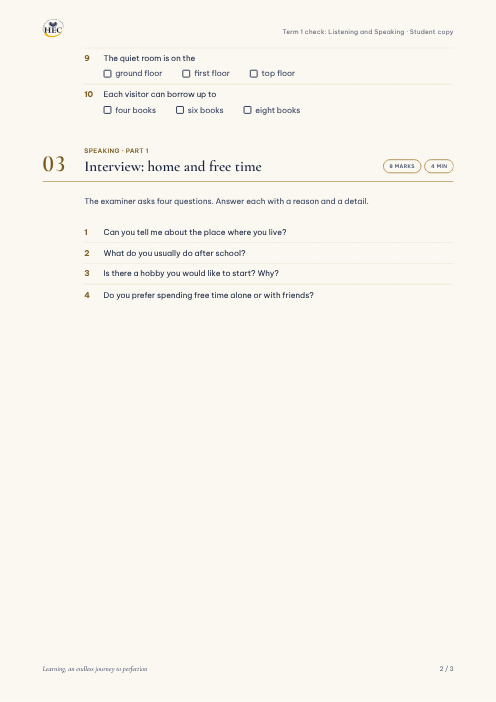 HEC
Term 1 check: Listening and Speaking · Student copy
9 The quiet room is on the
ground floor first floor top floor
10 Each visitor can borrow up to
four books six books eight books
SPEAKING · PART 1
03 Interview: home and free time 8 MARKS 4 MIN
The examiner asks four questions. Answer each with a reason and a detail.
1 Can you tell me about the place where you live?
2 What do you usually do after school?
3 Is there a hobby you would like to start? Why?
4 Do you prefer spending free time alone or with friends?
Learning, an endless journey to perfection 2 / 3